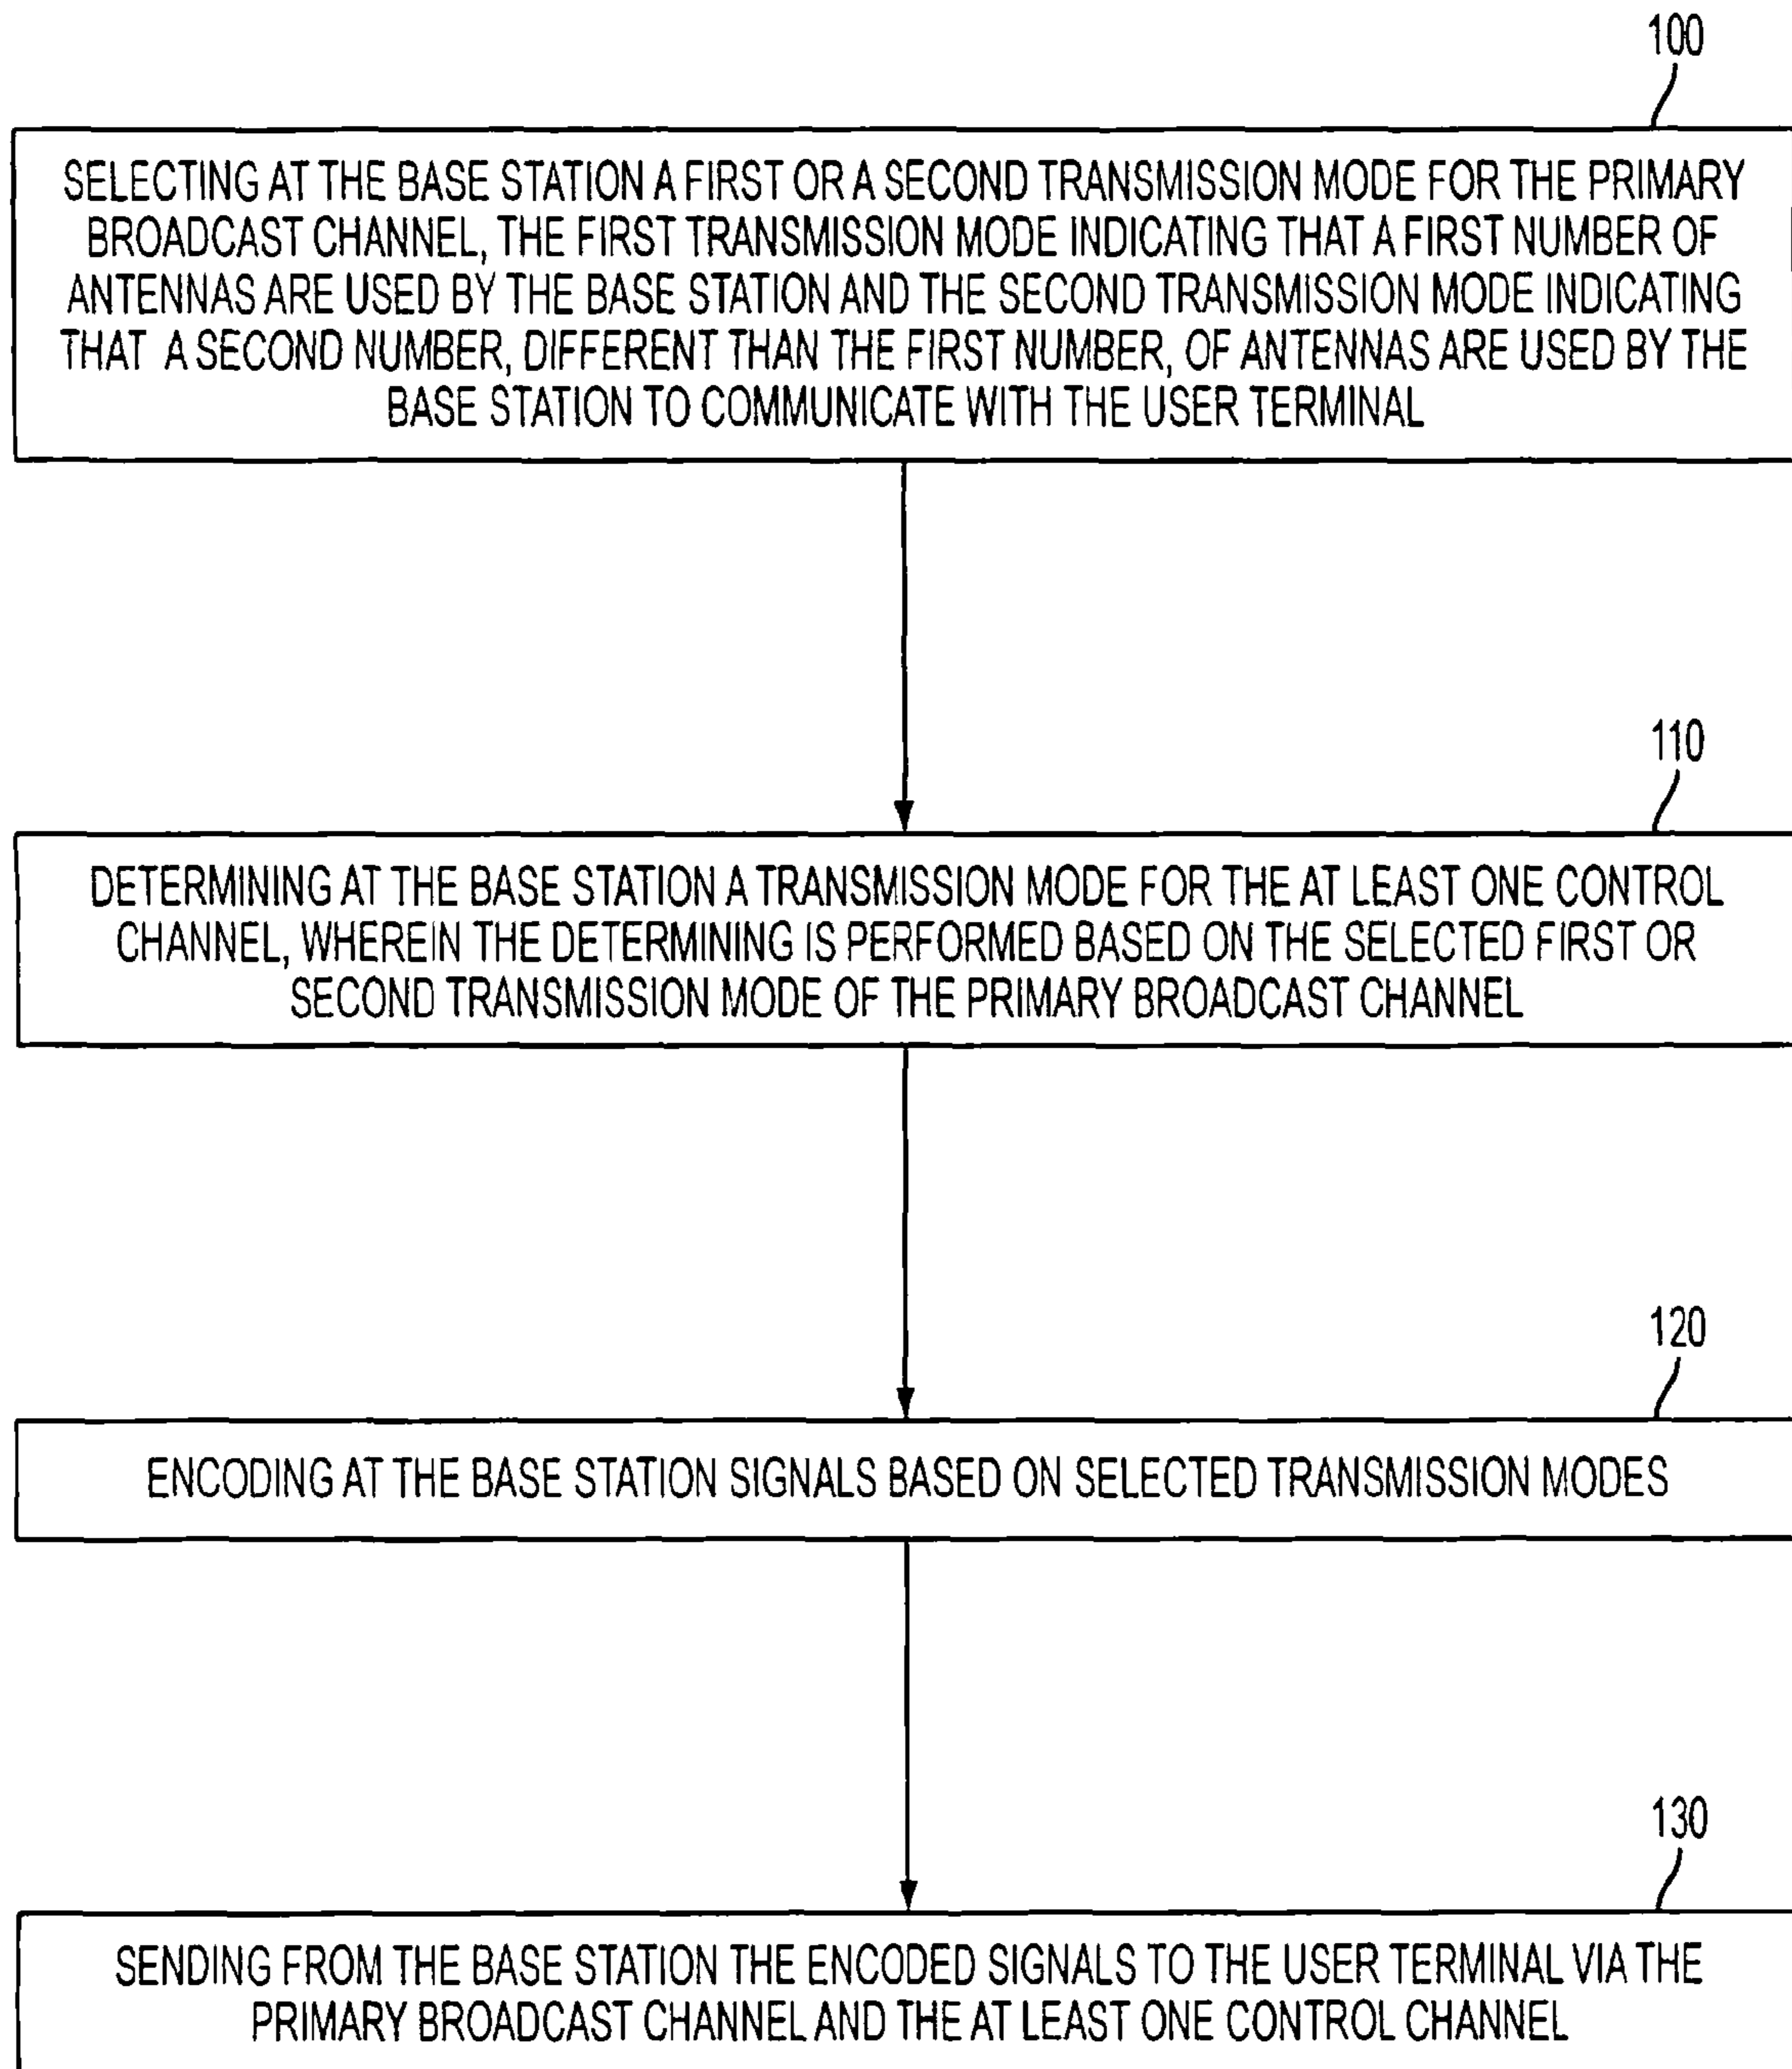 100
SELECTING AT THE BASE STATION A FIRST OR A SECOND TRANSMISSION MODE FOR THE PRIMARY
BROADCAST CHANNEL, THE FIRST TRANSMISSION MODE INDICATING THAT A FIRST NUMBER OF
ANTENNAS ARE USED BY THE BASE STATION AND THE SECOND TRANSMISSION MODE INDICATING
THAT A SECOND NUMBER, DIFFERENT THAN THE FIRST NUMBER, OF ANTENNAS ARE USED BY THE
BASE STATION TO COMMUNICATE WITH THE USER TERMINAL
110
DETERMINING AT THE BASE STATION A TRANSMISSION MODE FOR THE AT LEAST ONE CONTROL
CHANNEL, WHEREIN THE DETERMINING IS PERFORMED BASED ON THE SELECTED FIRST OR
SECOND TRANSMISSION MODE OF THE PRIMARY BROADCAST CHANNEL
120
ENCODING AT THE BASE STATION SIGNALS BASED ON SELECTED TRANSMISSION MODES
130
SENDING FROM THE BASE STATION THE ENCODED SIGNALS TO THE USER TERMINAL VIA THE
PRIMARY BROADCAST CHANNEL AND THE AT LEAST ONE CONTROL CHANNEL